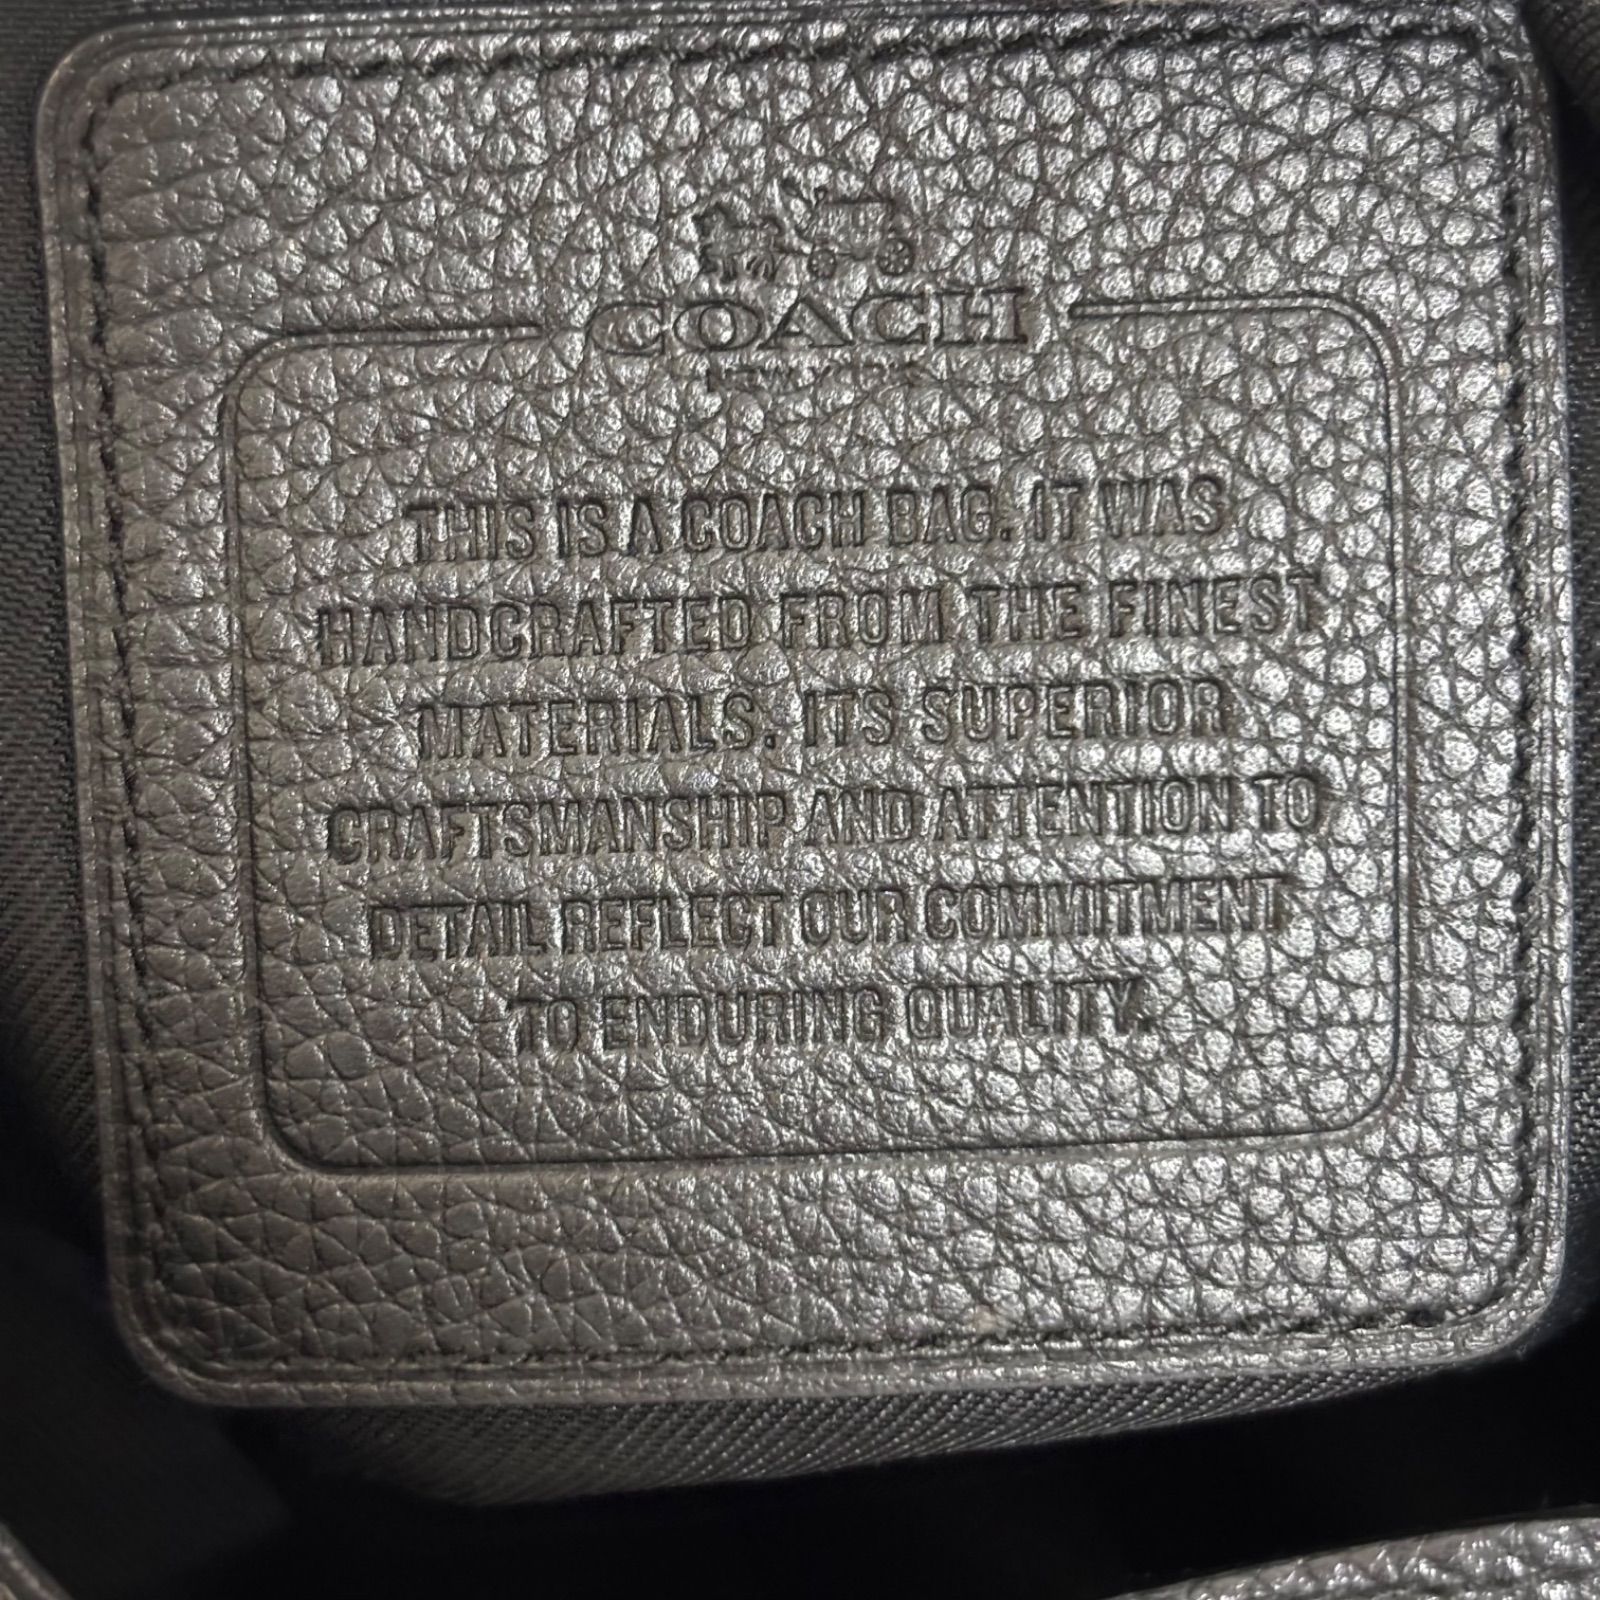 COACH
NEW YORK
THIS IS A COACH BAG. IT WAS
HANDCRAFTED FROM THE FINEST
MATERIALS. ITS SUPERIOR
CRAFTSMANSHIP AND ATTENTION TO
DETAIL REFLECT OUR COMMITMENT
TO ENDURING QUALITY.